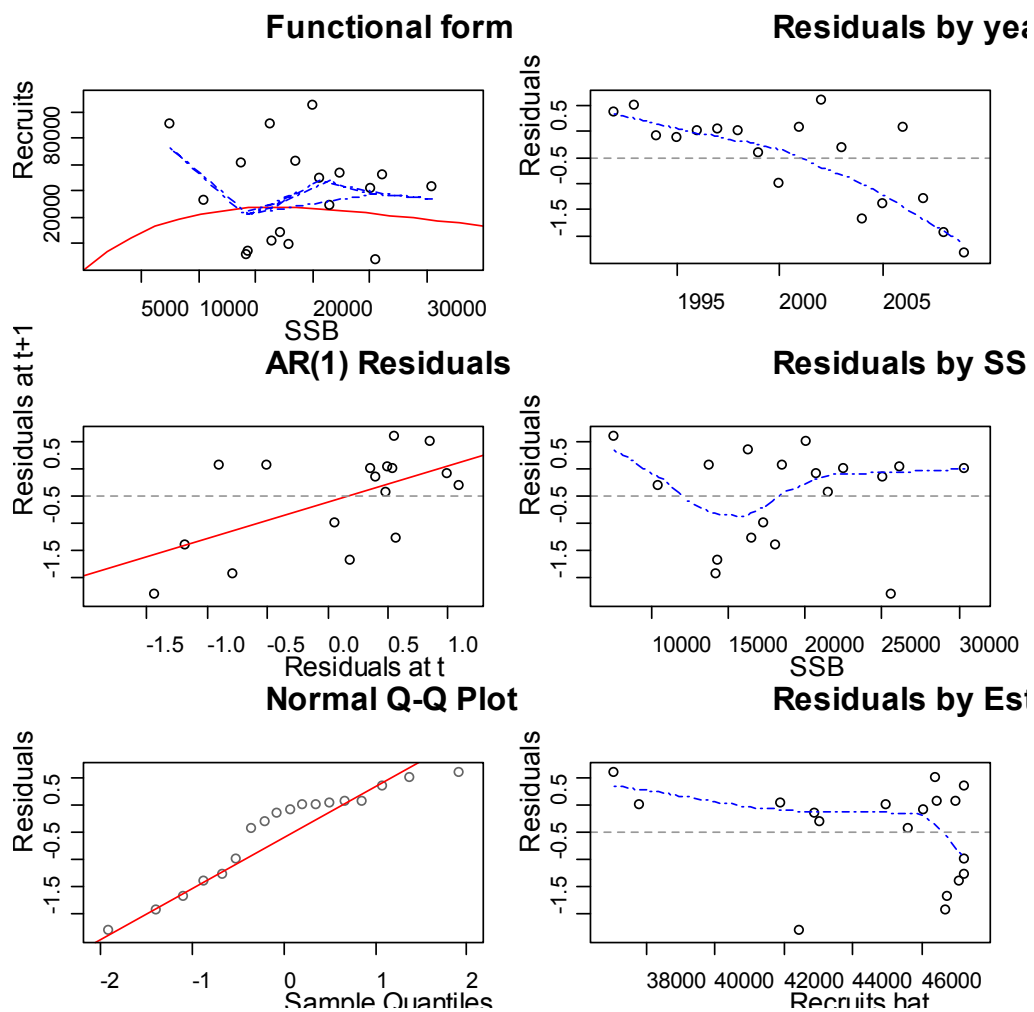 Functional form
Recruits
20000 80000
5000 10000 20000 30000
SSB
Residuals by yea
Residuals
-1.5 -0.5 0.5
1995 2000 2005
AR(1) Residuals
Residuals at t+1
-1.5 -0.5 0.5
-1.5 -1.0 -0.5 0.0 0.5 1.0
Residuals at t
Residuals by SS
Residuals
-1.5 -0.5 0.5
10000 15000 20000 25000 30000
SSB
Normal Q-Q Plot
Residuals
-1.5 -0.5 0.5
-2 -1 0 1 2
Sample Quantiles
Residuals by Est
Residuals
-1.5 -0.5 0.5
38000 40000 42000 44000 46000
Recruits hat